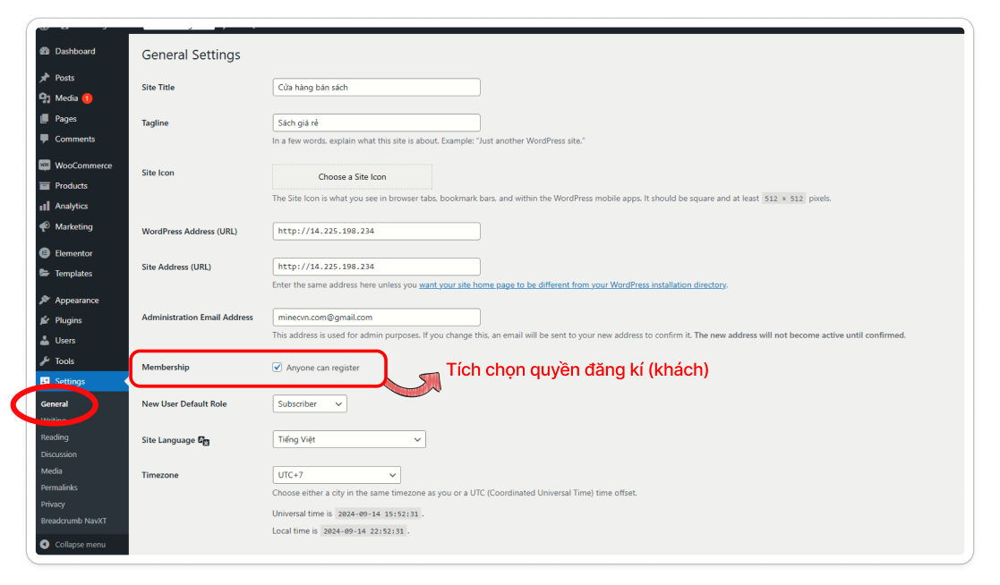 Dashboard
Posts
Media 1
Pages
Comments
WooCommerce
Products
Analytics
Marketing
Elementor
Templates
Appearance
Plugins
Users
Tools
Settings
General
Writing
Reading
Discussion
Media
Permalinks
Privacy
Breadcrumb NavXT
Collapse menu
General Settings
Site Title
Cửa hàng bán sách
Tagline
Sách giá rẻ
In a few words, explain what this site is about. Example: "Just another WordPress site."
Site Icon
Choose a Site Icon
The Site Icon is what you see in browser tabs, bookmark bars, and within the WordPress mobile apps. It should be square and at least 512 × 512 pixels.
WordPress Address (URL)
http://14.225.198.234
Site Address (URL)
http://14.225.198.234
Enter the same address here unless you want your site home page to be different from your WordPress installation directory.
Administration Email Address
minecvn.com@gmail.com
This address is used for admin purposes. If you change this, an email will be sent to your new address to confirm it. The new address will not become active until confirmed.
Membership
Anyone can register
Tích chọn quyền đăng kí (khách)
New User Default Role
Subscriber
Site Language
Tiếng Việt
Timezone
UTC+7
Choose either a city in the same timezone as you or a UTC (Coordinated Universal Time) time offset.
Universal time is 2024-09-14 15:52:31 .
Local time is 2024-09-14 22:52:31 .